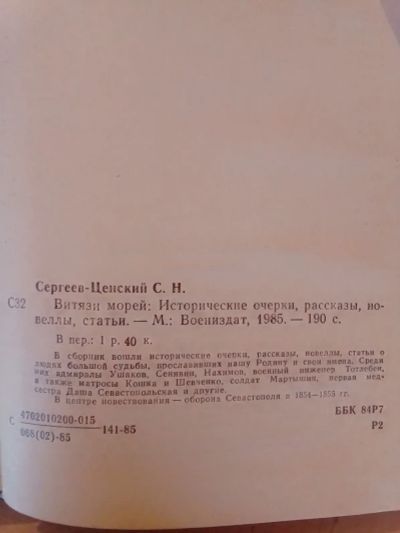 Сергеев-Ценский С. Н.
С32 Витязи морей: Исторические очерки, рассказы, но-
веллы, статьи. — М.: Воениздат, 1985. — 190 с.
В пер.: 1 р. 40 к.
В сборник вошли исторические очерки, рассказы, новеллы, статьи о
людях большой судьбы, прославивших нашу Родину и свои имена. Среди
них адмиралы Ушаков, Сенявин, Нахимов, военный инженер Тотлебен,
а также матросы Кошка и Шевченко, солдат Мартышин, первая мед-
сестра Даша Севастопольская и другие.
В центре повествования — оборона Севастополя в 1854—1855 гг.
С 4702010200-015
068(02)-85 141-85
ББК 84Р7
Р2